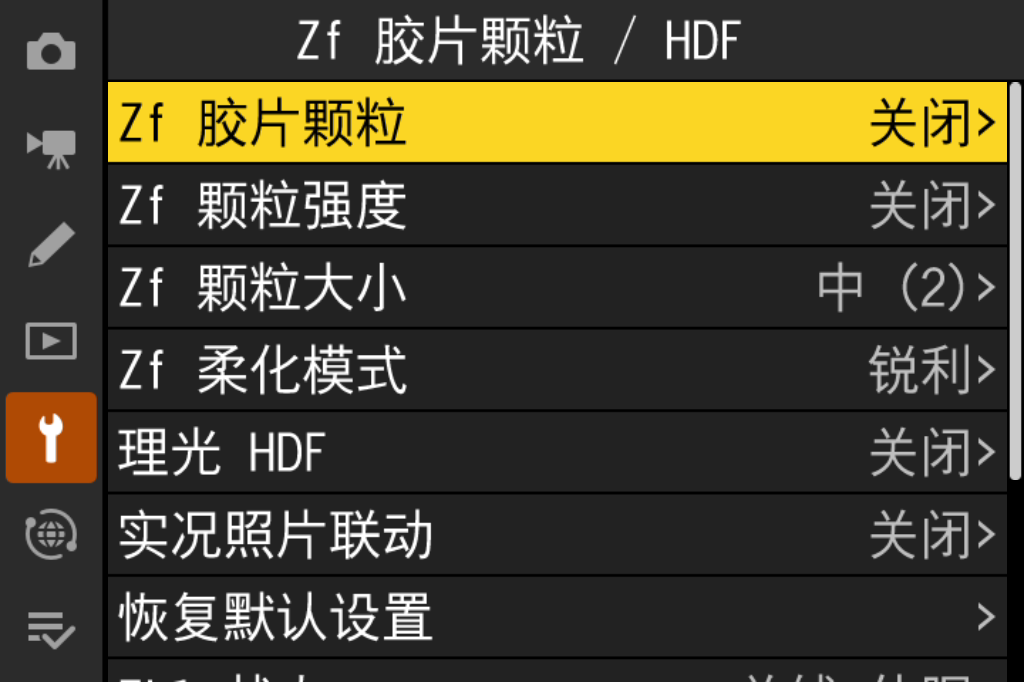 Zf 胶片颗粒 / HDF
Zf 胶片颗粒 关闭>
Zf 颗粒强度 关闭>
Zf 颗粒大小 中 (2)>
Zf 柔化模式 锐利>
理光 HDF 关闭>
实况照片联动 关闭>
恢复默认设置 >